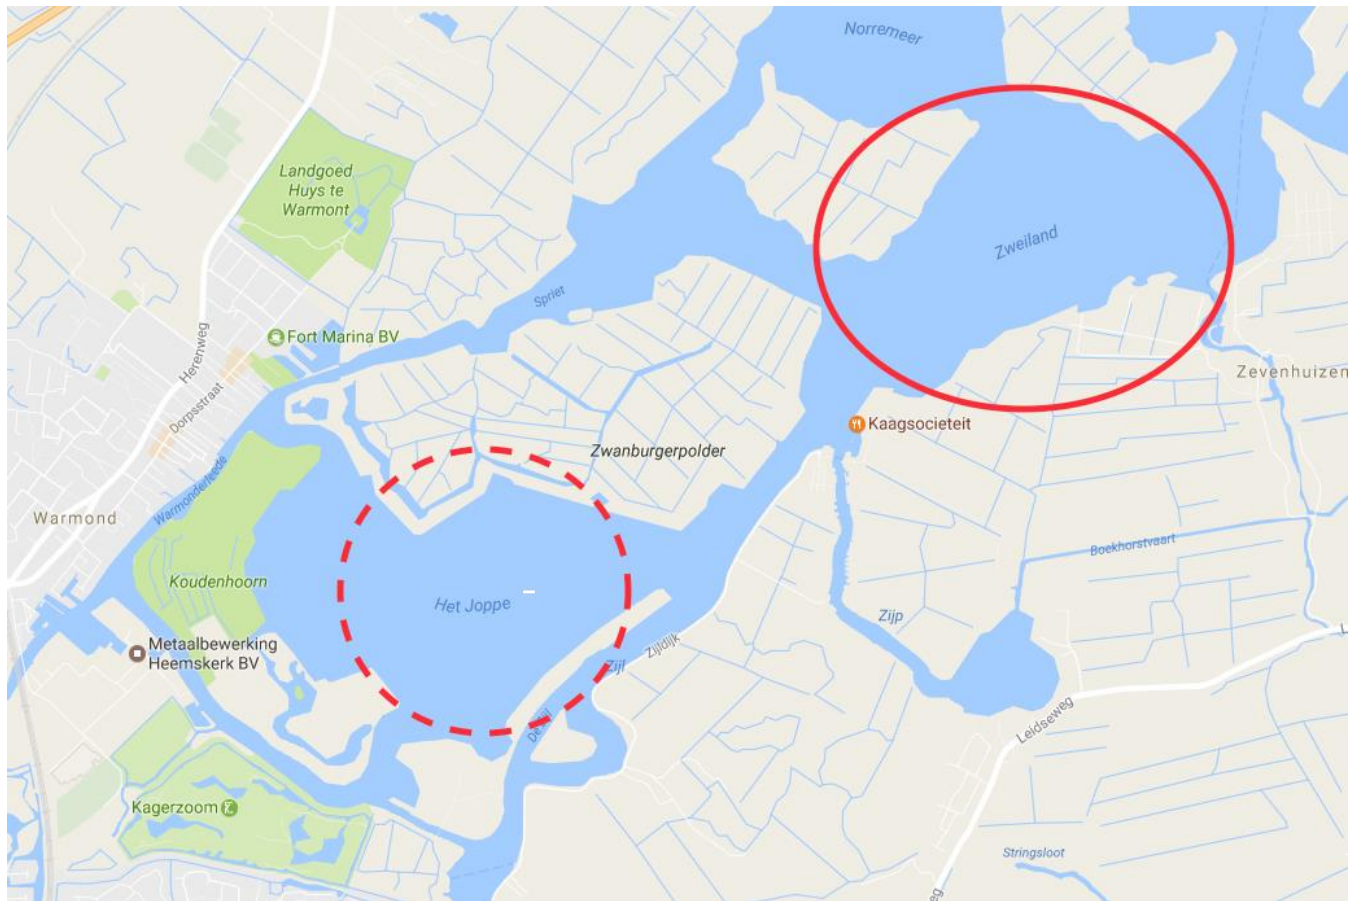 Norremeer
Landgoed
Huys te
Warmont
Zweiland
Spriet
Fort Marina BV
Herenweg
Dorpsstraat
Zevenhuizen
Kaagsocieteit
Zwanburgerpolder
Warmonderleede
Warmond
Boekhorstvaart
Koudenhoorn
Het Joppe
Zijp
Metaalbewerking
Heemskerk BV
Zijldijk
Zijl
De Zijl
Leidseweg
Kagerzoom
Stringsloot